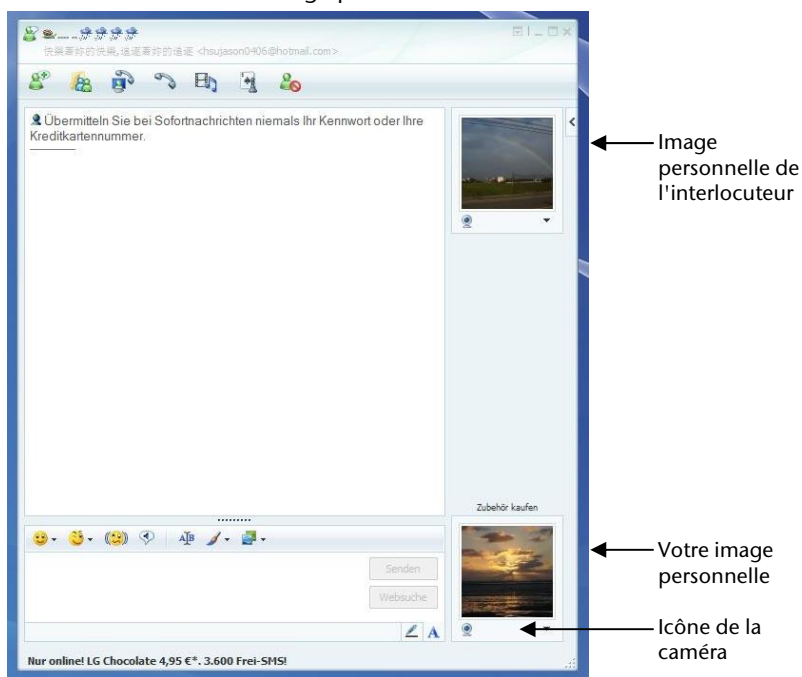 快樂著妳的快樂,追逐著妳的追逐 <hsujason0406@hotmail.com>
Übermitteln Sie bei Sofortnachrichten niemals Ihr Kennwort oder Ihre
Kreditkartennummer.
Image
personnelle de
l'interlocuteur
Zubehör kaufen
Senden
Websuche
Votre image
personnelle
Icône de la
caméra
Nur online! LG Chocolate 4,95 €*. 3.600 Frei-SMS!